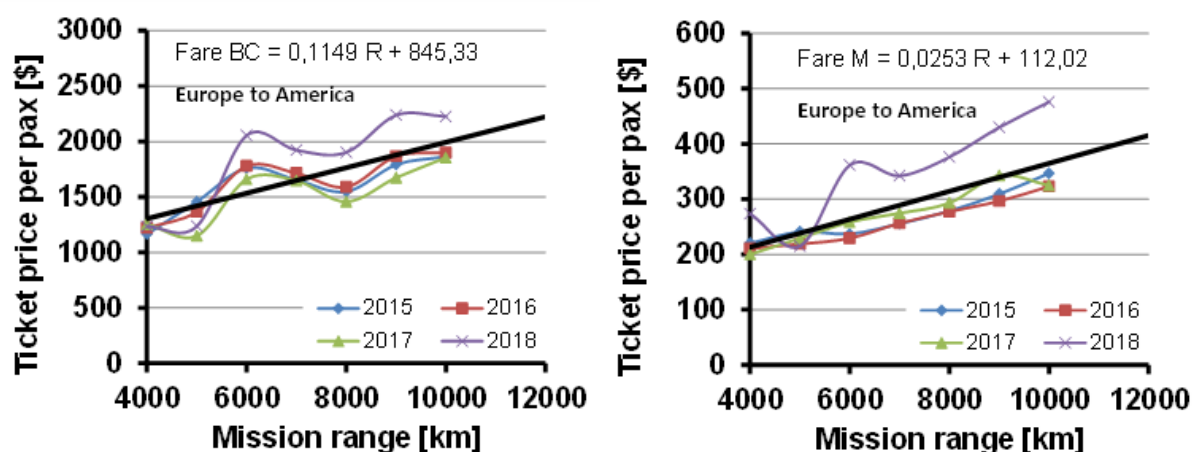 Ticket price per pax [$]
3000
2500
2000
1500
1000
500
0
Fare BC = 0,1149 R + 845,33
Europe to America
2015
2016
2017
2018
4000 6000 8000 10000 12000
Mission range [km]
Ticket price per pax [$]
600
500
400
300
200
100
0
Fare M = 0,0253 R + 112,02
Europe to America
2015
2016
2017
2018
4000 6000 8000 10000 12000
Mission range [km]